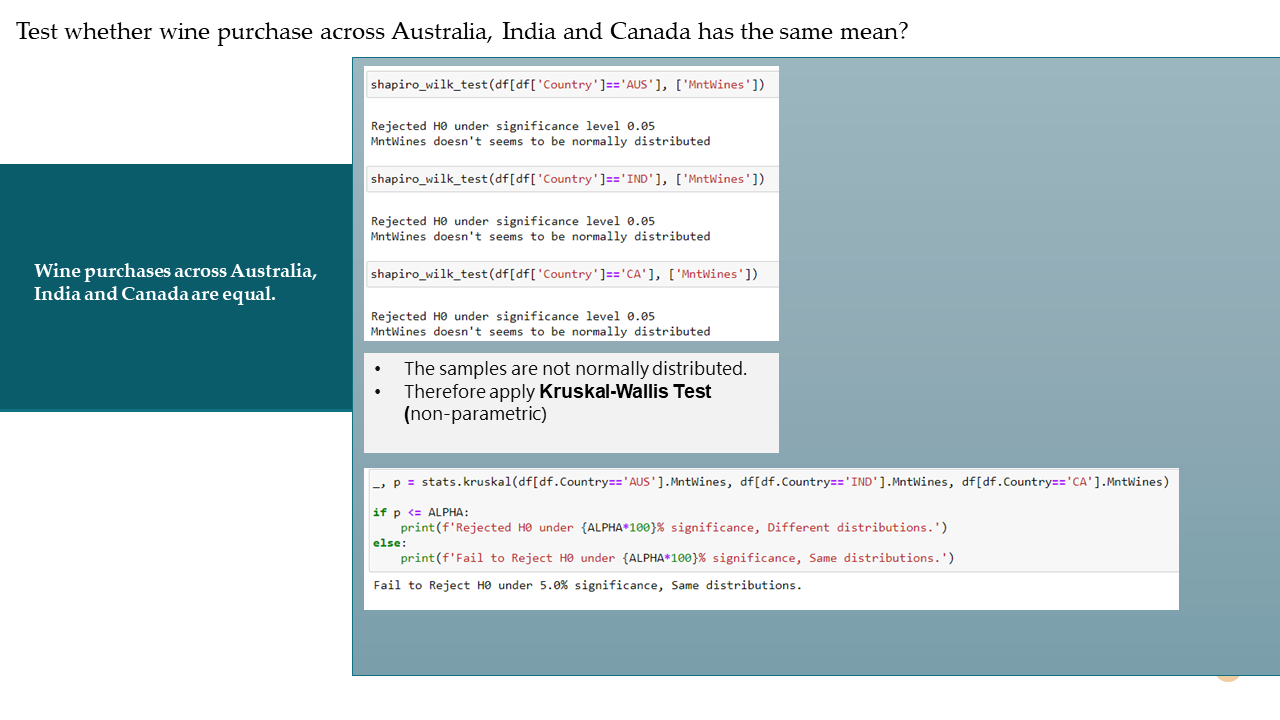 Test whether wine purchase across Australia, India and Canada has the same mean?
Wine purchases across Australia,
India and Canada are equal.
shapiro_wilk_test(df[df['Country']=='AUS'], ['MntWines'])
Rejected H0 under significance level 0.05
MntWines doesn't seems to be normally distributed
shapiro_wilk_test(df[df['Country']=='IND'], ['MntWines'])
Rejected H0 under significance level 0.05
MntWines doesn't seems to be normally distributed
shapiro_wilk_test(df[df['Country']=='CA'], ['MntWines'])
Rejected H0 under significance level 0.05
MntWines doesn't seems to be normally distributed
• The samples are not normally distributed.
• Therefore apply Kruskal-Wallis Test
(non-parametric)
_, p = stats.kruskal(df[df.Country=='AUS'].MntWines, df[df.Country=='IND'].MntWines, df[df.Country=='CA'].MntWines)
if p <= ALPHA:
    print(f'Rejected H0 under {ALPHA*100}% significance, Different distributions.')
else:
    print(f'Fail to Reject H0 under {ALPHA*100}% significance, Same distributions.')
Fail to Reject H0 under 5.0% significance, Same distributions.